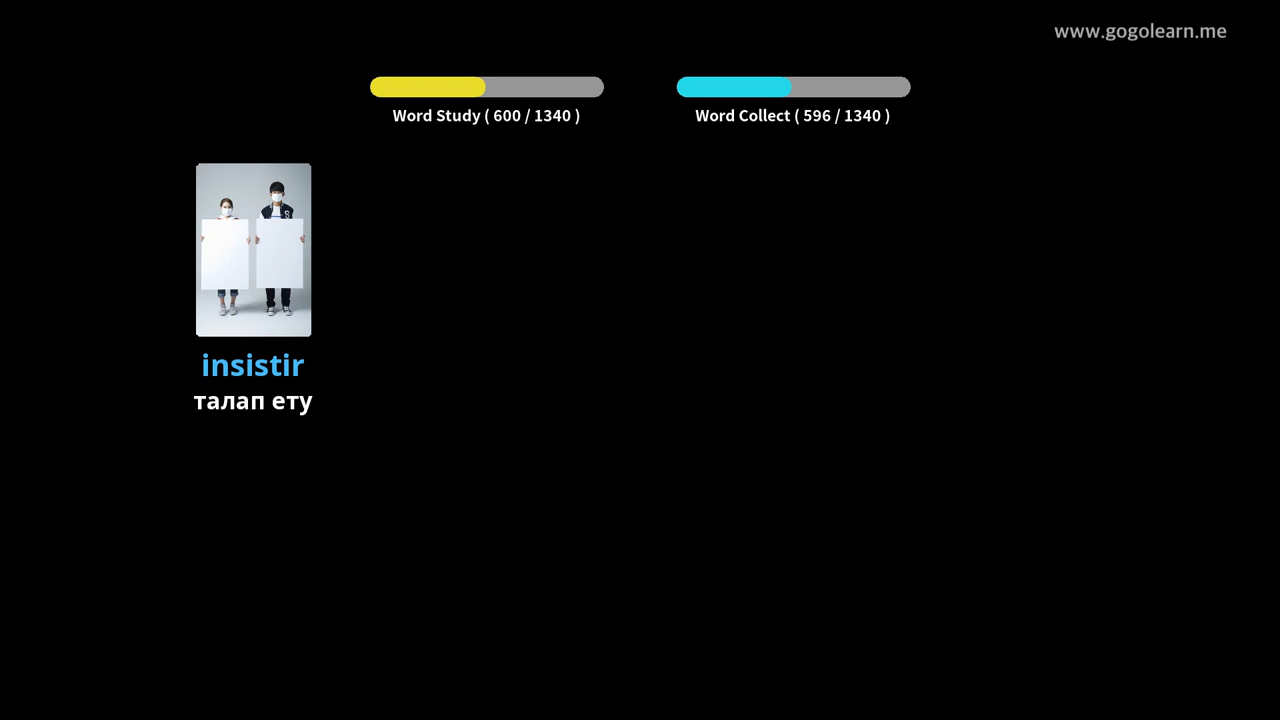 www.gogolearn.me
Word Study ( 600 / 1340 )
Word Collect ( 596 / 1340 )
insistir
талап ету